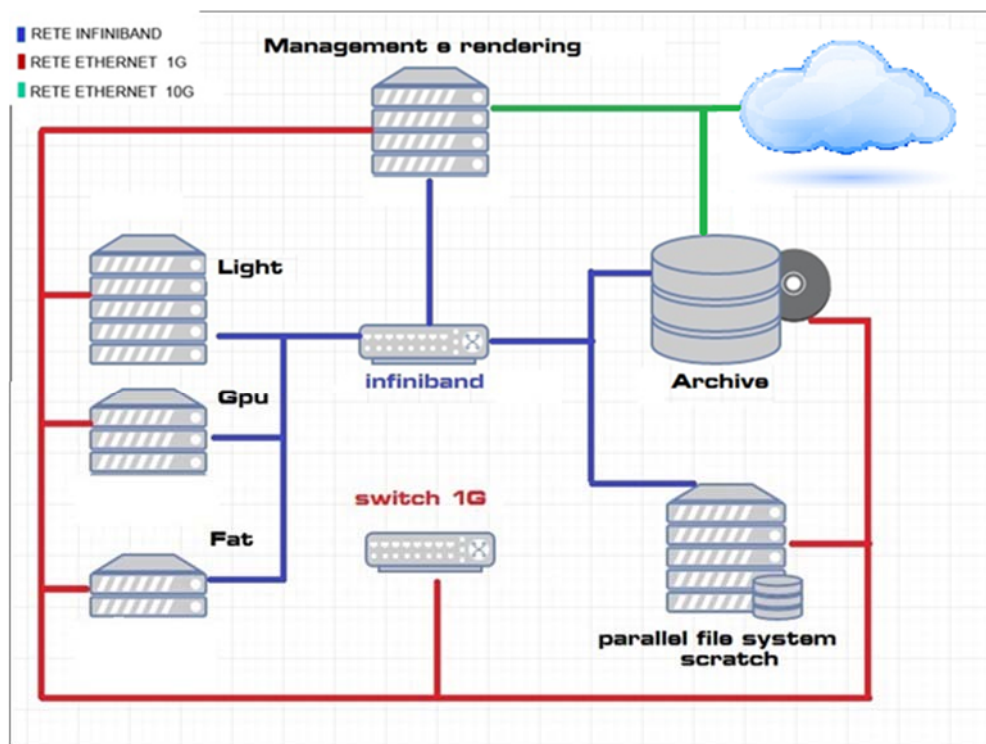 RETE INFINIBAND
RETE ETHERNET 1G
RETE ETHERNET 10G
Management e rendering
Light
Gpu
Fat
infiniband
switch 1G
Archive
parallel file system
scratch